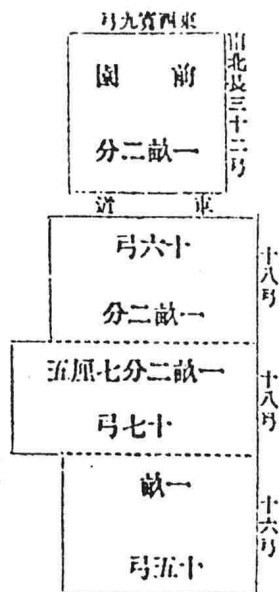 東西寬九弓
南北長三十二弓
前園
一畝二分
車道
十八弓
十六弓
一畝二分
十八弓
一畝二分七厘五
十七弓
十六弓
一畝
十五弓